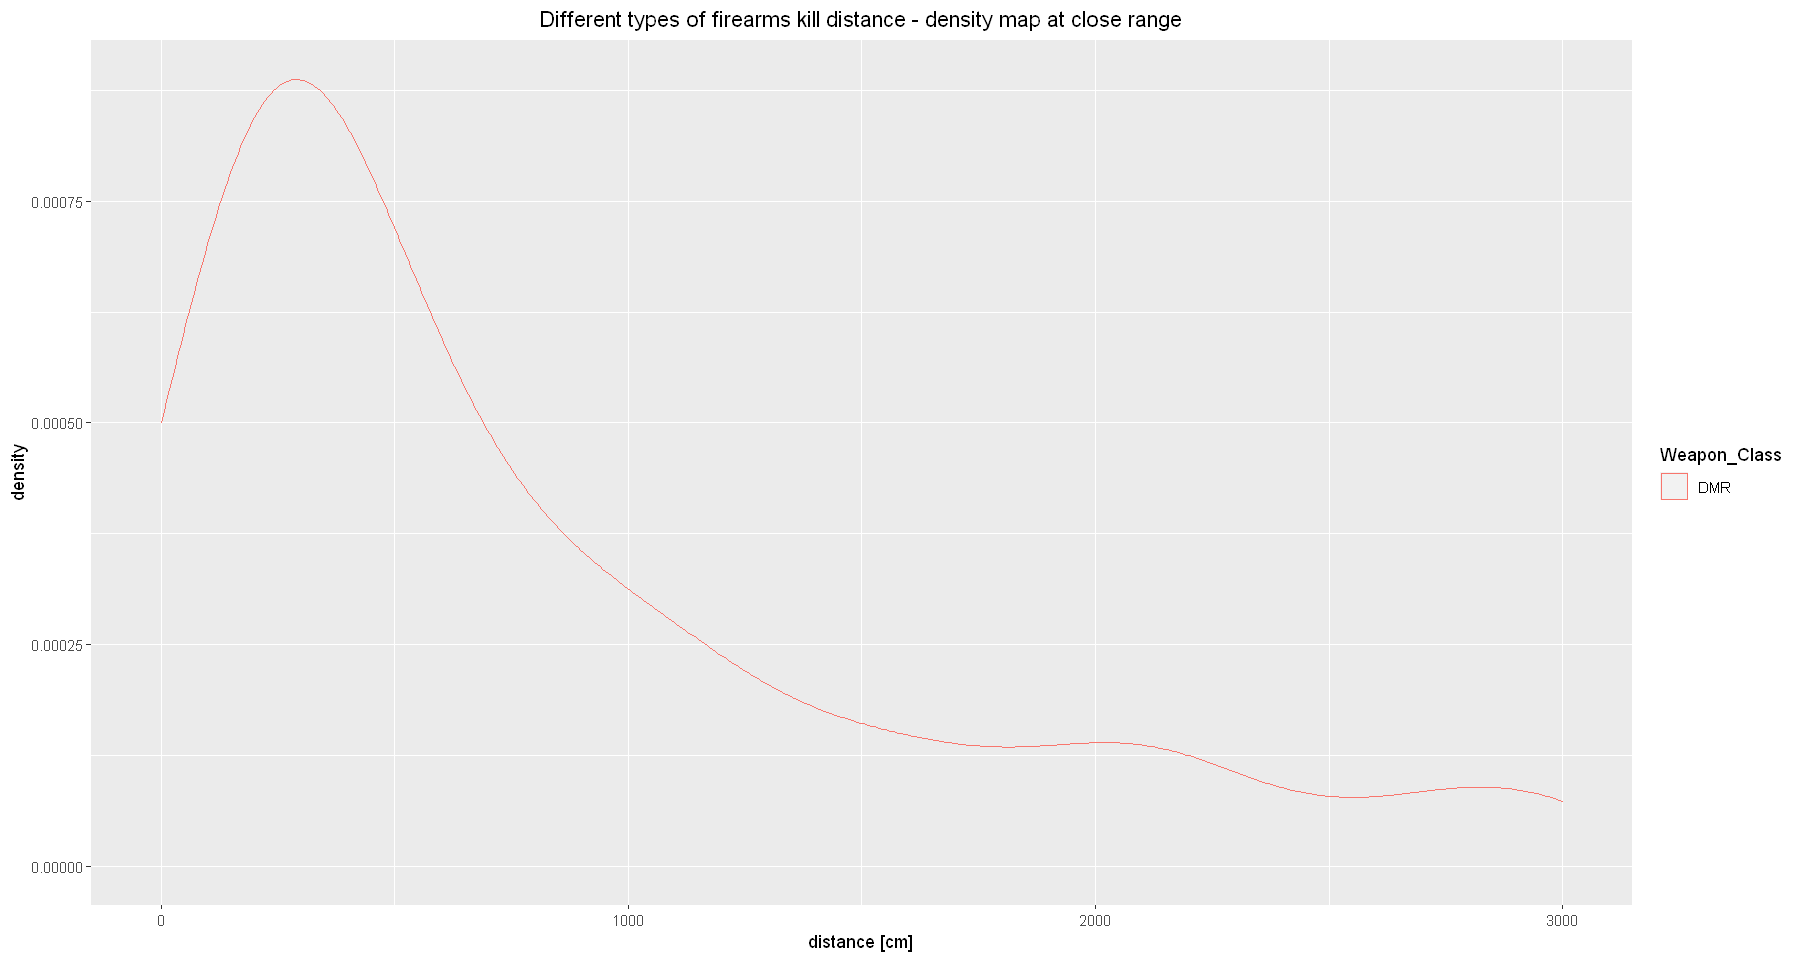 Different types of firearms kill distance - density map at close range
density
0.00075
0.00050
0.00025
0.00000
0
1000
2000
3000
distance [cm]
Weapon_Class
DMR